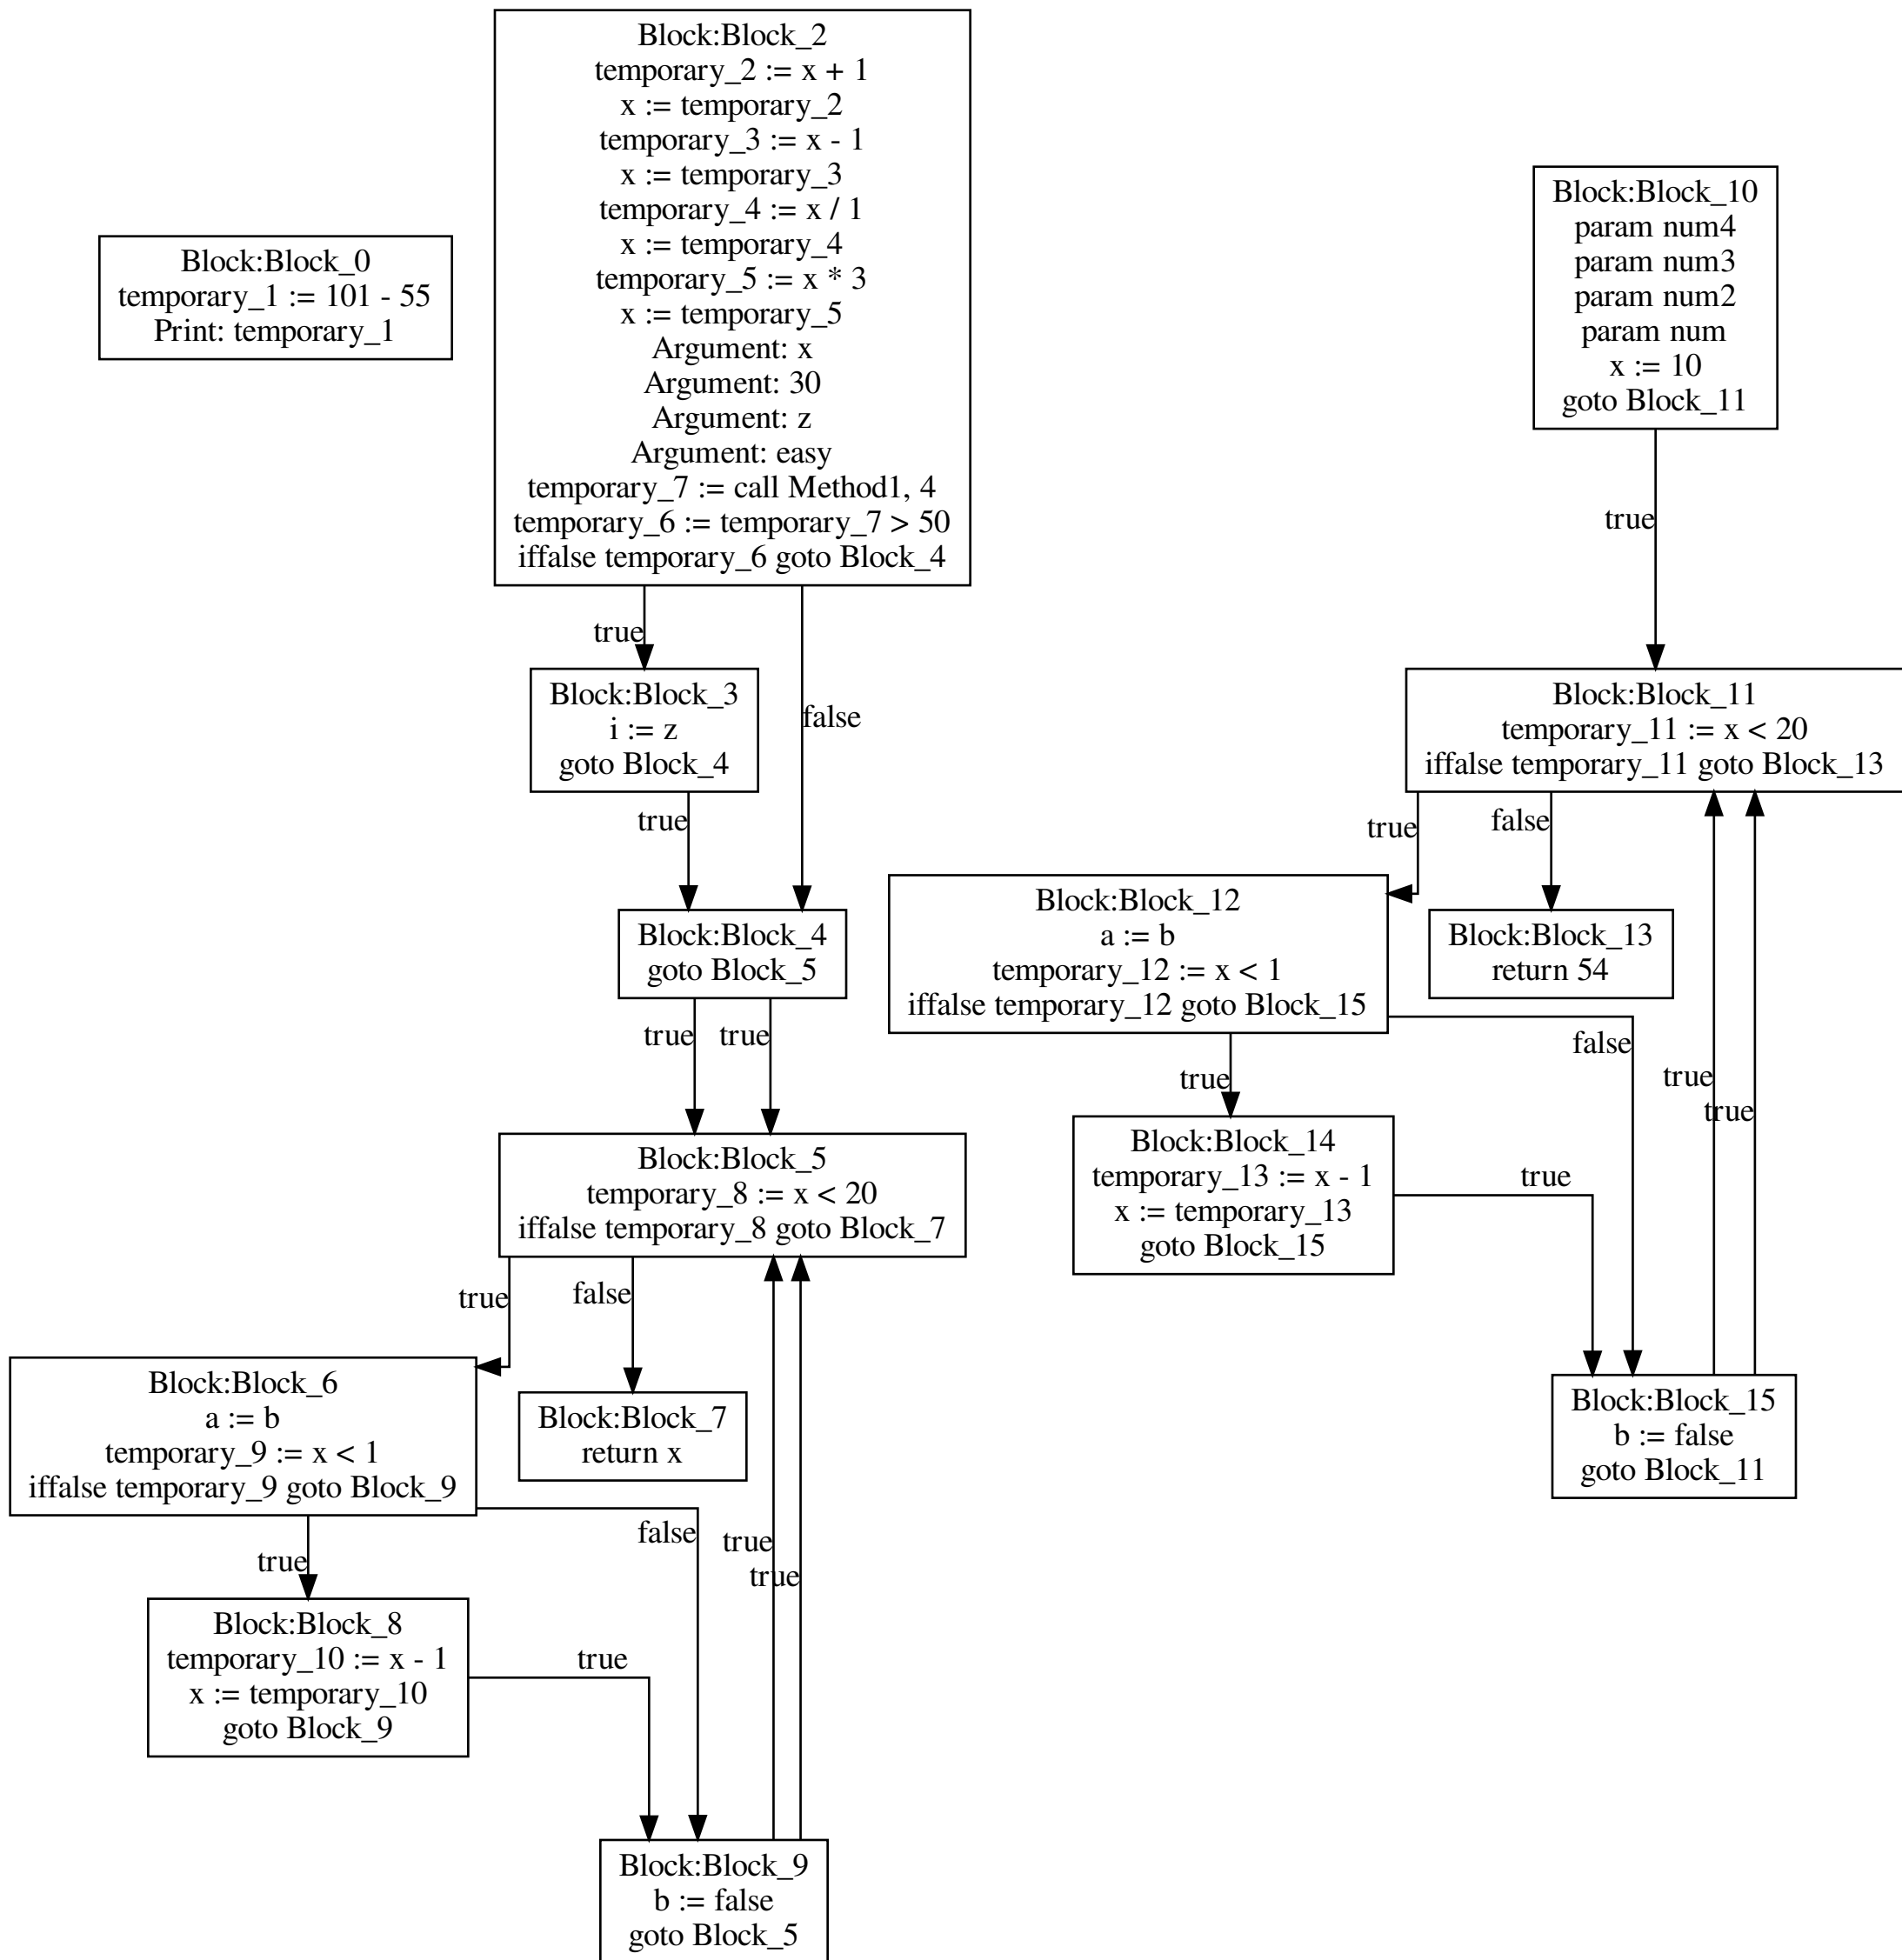 Block:Block_2
temporary_2 := x + 1
x := temporary_2
temporary_3 := x - 1
x := temporary_3
temporary_4 := x / 1
x := temporary_4
temporary_5 := x * 3
x := temporary_5
Argument: x
Argument: 30
Argument: z
Argument: easy
temporary_7 := call Method1, 4
temporary_6 := temporary_7 > 50
iffalse temporary_6 goto Block_4
Block:Block_0
temporary_1 := 101 - 55
Print: temporary_1
Block:Block_10
param num4
param num3
param num2
param num
x := 10
goto Block_11
true
true
false
Block:Block_3
i := z
goto Block_4
true
Block:Block_11
temporary_11 := x < 20
iffalse temporary_11 goto Block_13
true
false
Block:Block_4
goto Block_5
true
true
Block:Block_12
a := b
temporary_12 := x < 1
iffalse temporary_12 goto Block_15
true
false
Block:Block_13
return 54
true
true
Block:Block_14
temporary_13 := x - 1
x := temporary_13
goto Block_15
true
Block:Block_5
temporary_8 := x < 20
iffalse temporary_8 goto Block_7
true
false
Block:Block_15
b := false
goto Block_11
Block:Block_6
a := b
temporary_9 := x < 1
iffalse temporary_9 goto Block_9
true
false
Block:Block_7
return x
true
true
Block:Block_8
temporary_10 := x - 1
x := temporary_10
goto Block_9
true
Block:Block_9
b := false
goto Block_5